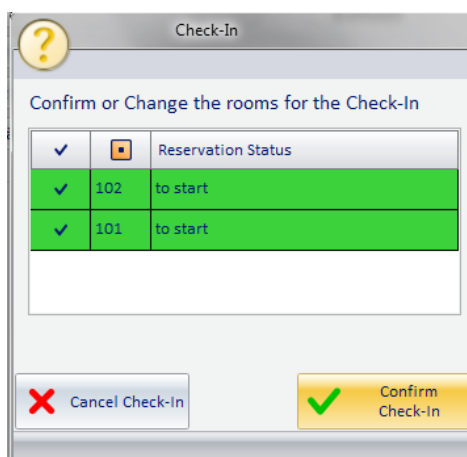 Check-In
Confirm or Change the rooms for the Check-In
Reservation Status
102 to start
101 to start
Cancel Check-In
Confirm
Check-In